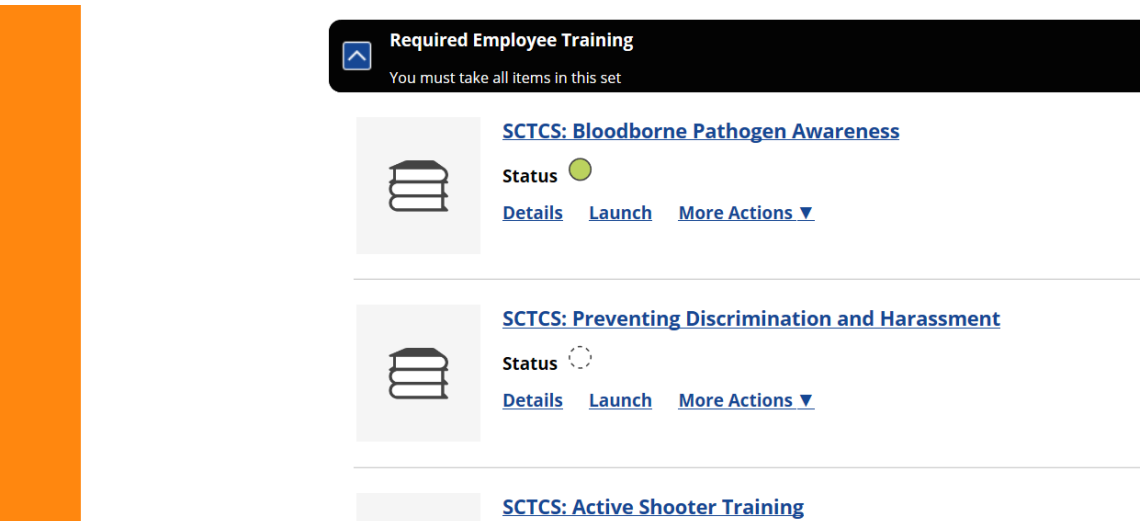 Required Employee Training
You must take all items in this set
SCTCS: Bloodborne Pathogen Awareness
Status
Details Launch More Actions ▼
SCTCS: Preventing Discrimination and Harassment
Status
Details Launch More Actions ▼
SCTCS: Active Shooter Training